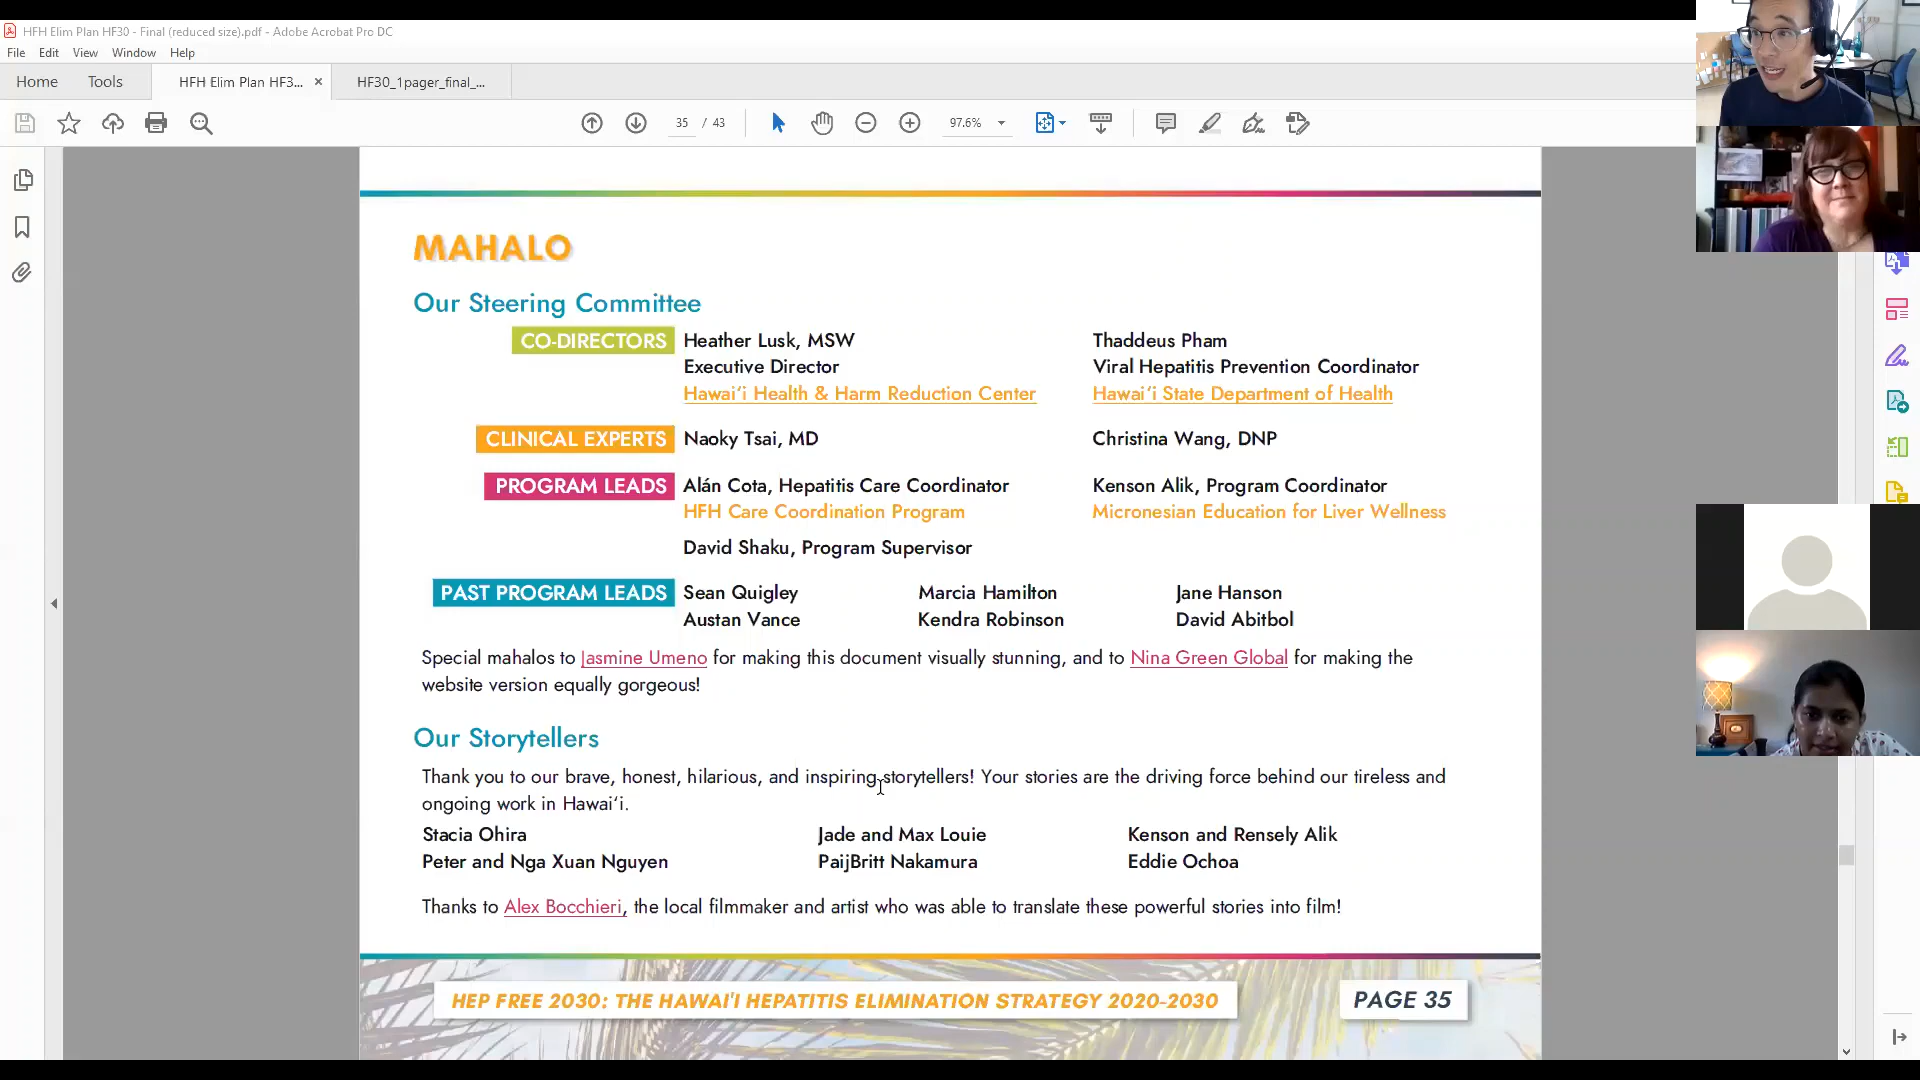 HFH Elim Plan HF30 - Final (reduced size).pdf - Adobe Acrobat Pro DC
File Edit View Window Help
Home Tools HFH Elim Plan HF3... × HF30_1pager_final_...
35 / 43 97.6%
MAHALO
Our Steering Committee
CO-DIRECTORS Heather Lusk, MSW Thaddeus Pham
Executive Director Viral Hepatitis Prevention Coordinator
Hawaiʻi Health & Harm Reduction Center Hawaiʻi State Department of Health
CLINICAL EXPERTS Naoky Tsai, MD Christina Wang, DNP
PROGRAM LEADS Alán Cota, Hepatitis Care Coordinator Kenson Alik, Program Coordinator
HFH Care Coordination Program Micronesian Education for Liver Wellness
David Shaku, Program Supervisor
PAST PROGRAM LEADS Sean Quigley Marcia Hamilton Jane Hanson
Austan Vance Kendra Robinson David Abitbol
Special mahalos to Jasmine Umeno for making this document visually stunning, and to Nina Green Global for making the
website version equally gorgeous!
Our Storytellers
Thank you to our brave, honest, hilarious, and inspiring storytellers! Your stories are the driving force behind our tireless and
ongoing work in Hawaiʻi.
Stacia Ohira Jade and Max Louie Kenson and Rensely Alik
Peter and Nga Xuan Nguyen PaijBritt Nakamura Eddie Ochoa
Thanks to Alex Bocchieri, the local filmmaker and artist who was able to translate these powerful stories into film!
HEP FREE 2030: THE HAWAI'I HEPATITIS ELIMINATION STRATEGY 2020-2030 PAGE 35